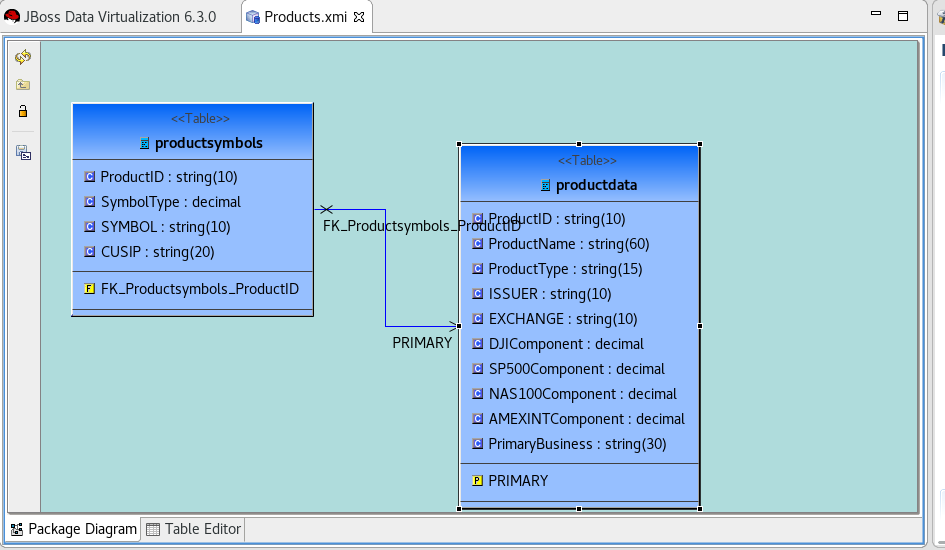 JBoss Data Virtualization 6.3.0
Products.xmi
<<Table>>
productsymbols
ProductID : string(10)
SymbolType : decimal
SYMBOL : string(10)
CUSIP : string(20)
FK_Productsymbols_ProductID
FK_Productsymbols_ProductID
PRIMARY
<<Table>>
productdata
ProductID : string(10)
ProductName : string(60)
ProductType : string(15)
ISSUER : string(10)
EXCHANGE : string(10)
DJIComponent : decimal
SP500Component : decimal
NAS100Component : decimal
AMEXINTComponent : decimal
PrimaryBusiness : string(30)
PRIMARY
Package Diagram
Table Editor